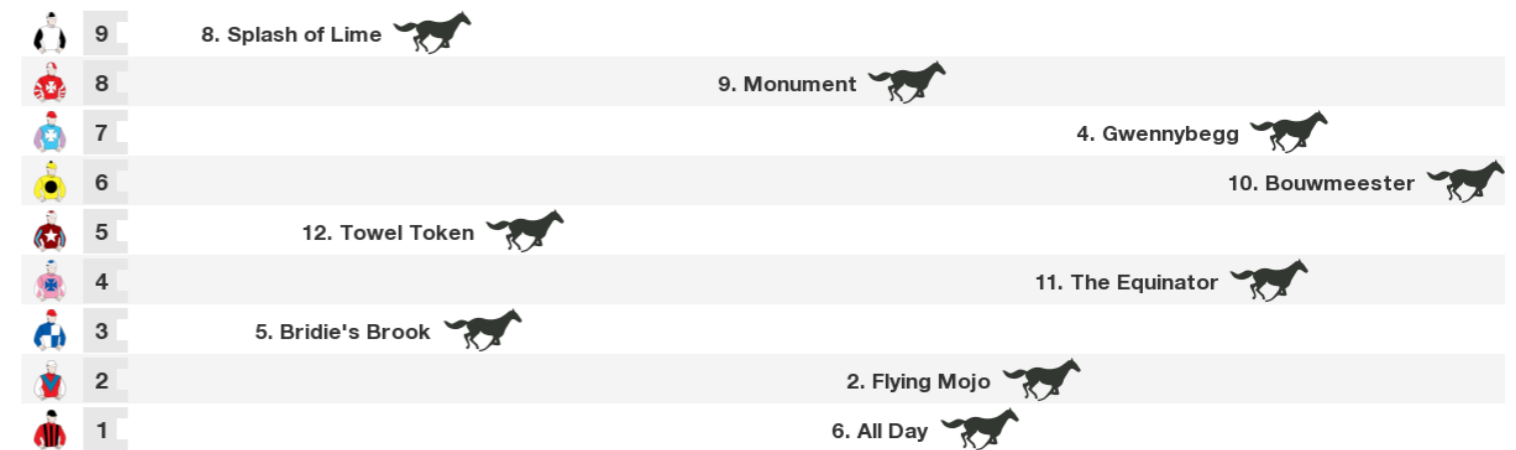 9 8. Splash of Lime
8 9. Monument
7 4. Gwennybegg
6 10. Bouwmeester
5 12. Towel Token
4 11. The Equinator
3 5. Bridie's Brook
2 2. Flying Mojo
1 6. All Day